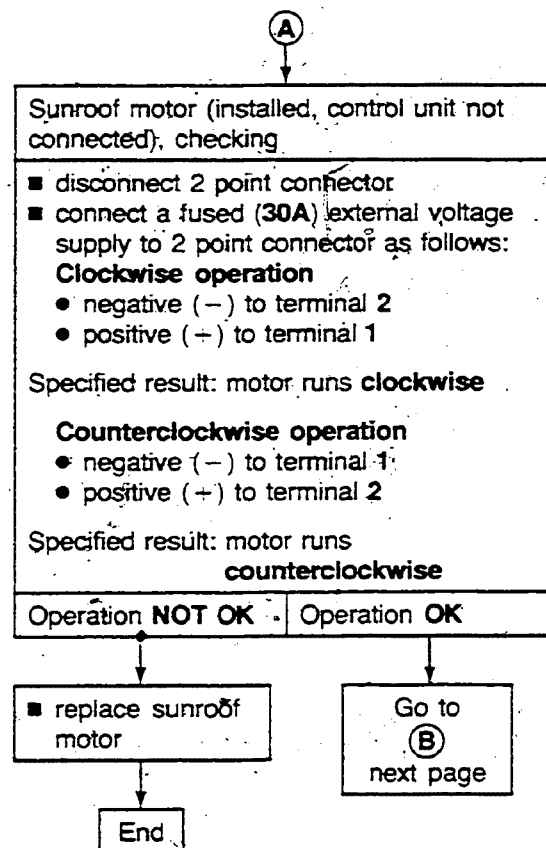 A
Sunroof motor (installed, control unit not
connected), checking
■ disconnect 2 point connector
■ connect a fused (30A) external voltage
supply to 2 point connector as follows:
Clockwise operation
● negative (−) to terminal 2
● positive (+) to terminal 1
Specified result: motor runs clockwise
Counterclockwise operation
● negative (−) to terminal 1
● positive (+) to terminal 2
Specified result: motor runs
counterclockwise
Operation NOT OK
Operation OK
■ replace sunroof
motor
Go to
B
next page
End